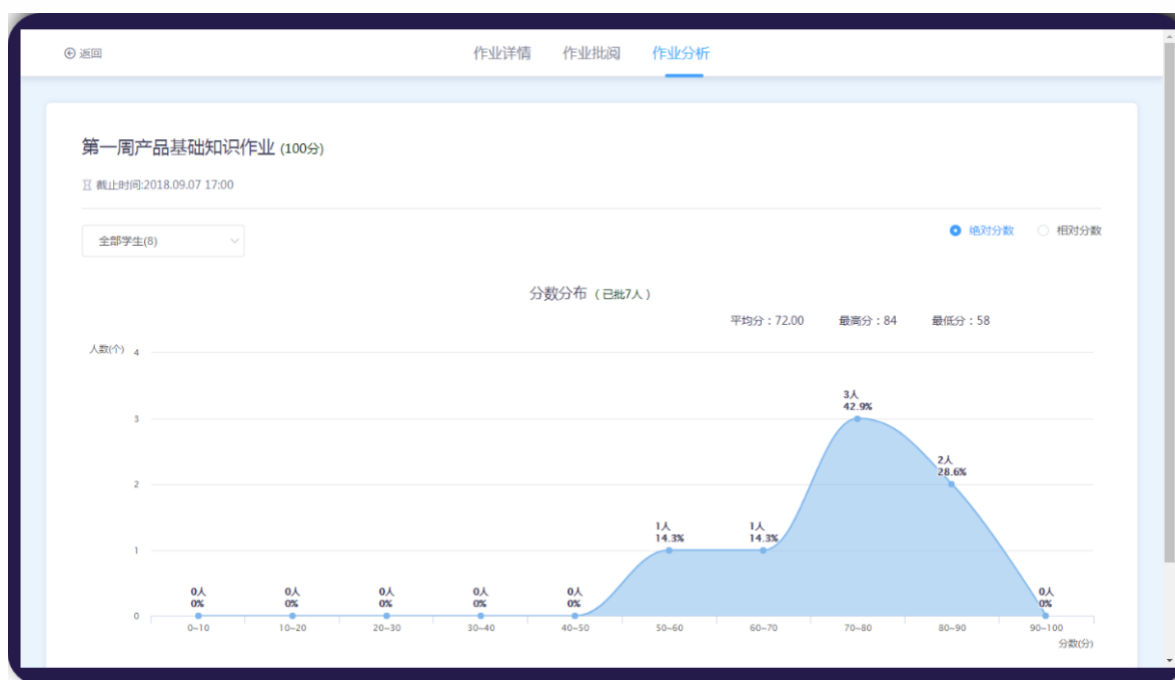 返回
作业详情 作业批阅 作业分析
第一周产品基础知识作业 (100分)
截止时间:2018.09.07 17:00
全部学生(8)
绝对分数 相对分数
分数分布 (已批7人)
平均分：72.00 最高分：84 最低分：58
人数(个)
4
3
2
1
0
0人
0%
0人
0%
0人
0%
0人
0%
0人
0%
1人
14.3%
1人
14.3%
3人
42.9%
2人
28.6%
0人
0%
0~10 10~20 20~30 30~40 40~50 50~60 60~70 70~80 80~90 90~100
分数(分)